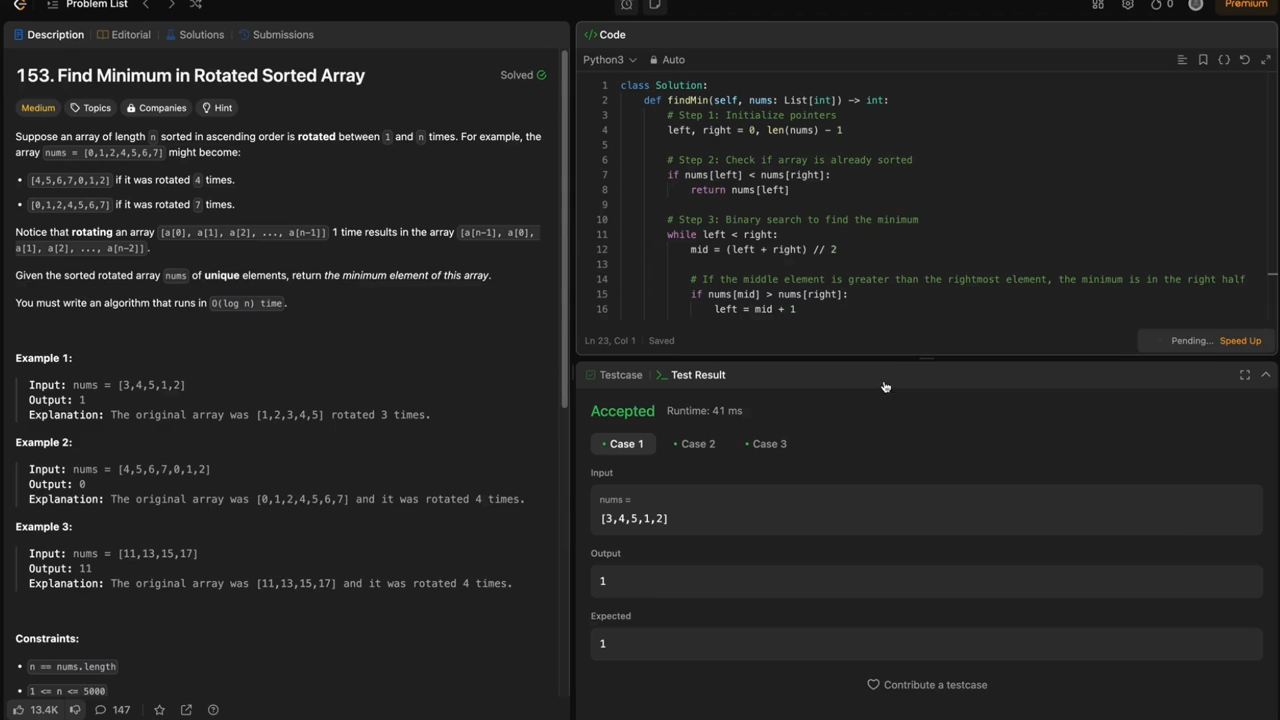 Problem List
0
Premium
Description
Editorial
Solutions
Submissions
153. Find Minimum in Rotated Sorted Array
Solved
Medium
Topics
Companies
Hint
Suppose an array of length n sorted in ascending order is rotated between 1 and n times. For example, the
array nums = [0,1,2,4,5,6,7] might become:
• [4,5,6,7,0,1,2] if it was rotated 4 times.
• [0,1,2,4,5,6,7] if it was rotated 7 times.
Notice that rotating an array [a[0], a[1], a[2], ..., a[n-1]] 1 time results in the array [a[n-1], a[0],
a[1], a[2], ..., a[n-2]].
Given the sorted rotated array nums of unique elements, return the minimum element of this array.
You must write an algorithm that runs in O(log n) time.
Example 1:
Input: nums = [3,4,5,1,2]
Output: 1
Explanation: The original array was [1,2,3,4,5] rotated 3 times.
Example 2:
Input: nums = [4,5,6,7,0,1,2]
Output: 0
Explanation: The original array was [0,1,2,4,5,6,7] and it was rotated 4 times.
Example 3:
Input: nums = [11,13,15,17]
Output: 11
Explanation: The original array was [11,13,15,17] and it was rotated 4 times.
Constraints:
• n == nums.length
• 1 <= n <= 5000
13.4K
147
</> Code
Python3
Auto
1 class Solution:
2 def findMin(self, nums: List[int]) -> int:
3 # Step 1: Initialize pointers
4 left, right = 0, len(nums) - 1
5
6 # Step 2: Check if array is already sorted
7 if nums[left] < nums[right]:
8 return nums[left]
9
10 # Step 3: Binary search to find the minimum
11 while left < right:
12 mid = (left + right) // 2
13
14 # If the middle element is greater than the rightmost element, the minimum is in the right half
15 if nums[mid] > nums[right]:
16 left = mid + 1
Ln 23, Col 1
Saved
Pending...
Speed Up
Testcase
>_ Test Result
Accepted
Runtime: 41 ms
• Case 1
• Case 2
• Case 3
Input
nums =
[3,4,5,1,2]
Output
1
Expected
1
Contribute a testcase